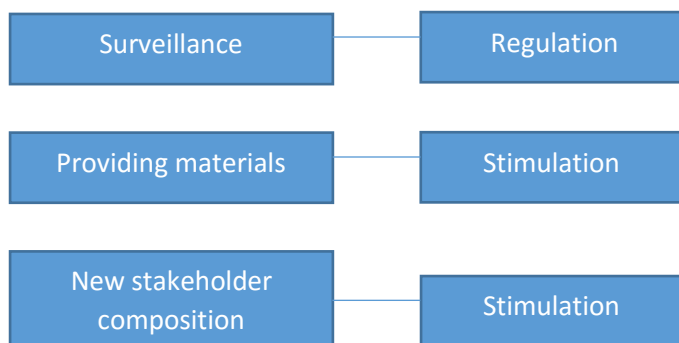 Surveillance
Regulation
Providing materials
Stimulation
New stakeholder
composition
Stimulation